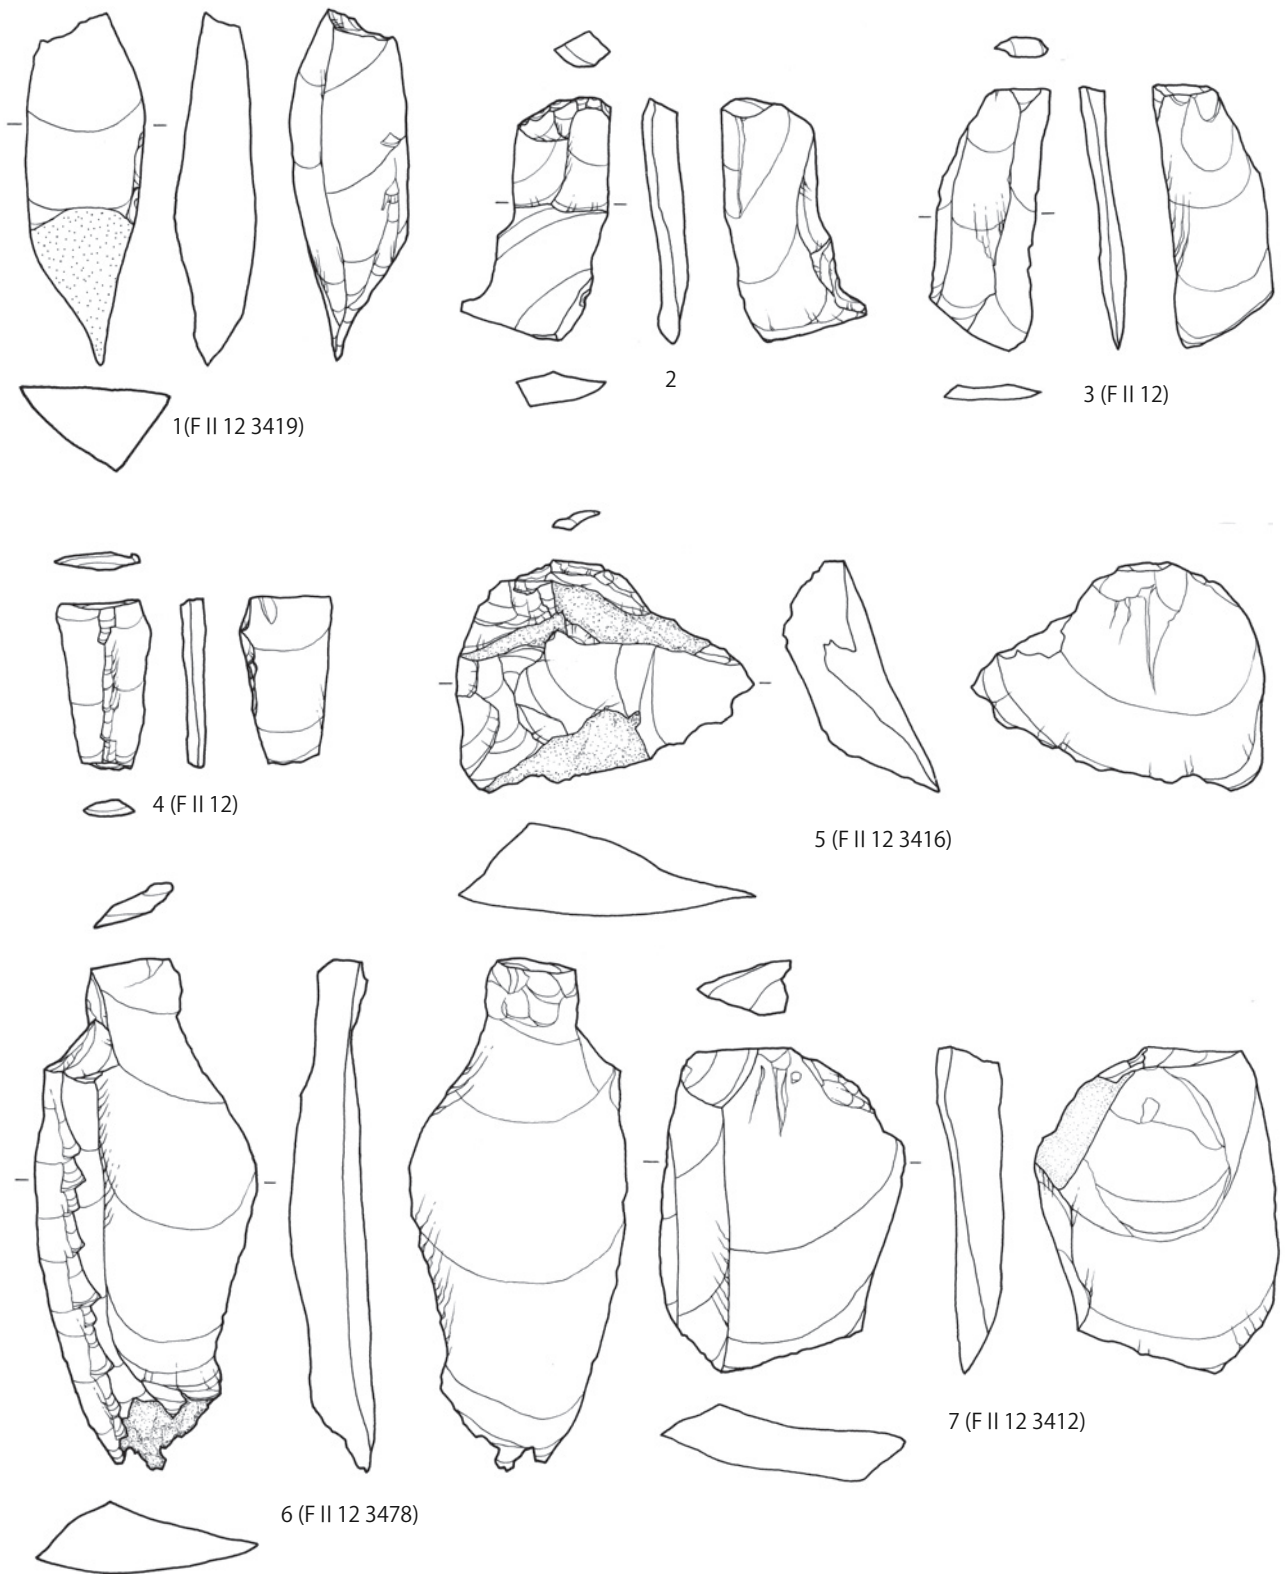 1(F II 12 3419)
2
3 (F II 12)
4 (F II 12)
5 (F II 12 3416)
6 (F II 12 3478)
7 (F II 12 3412)